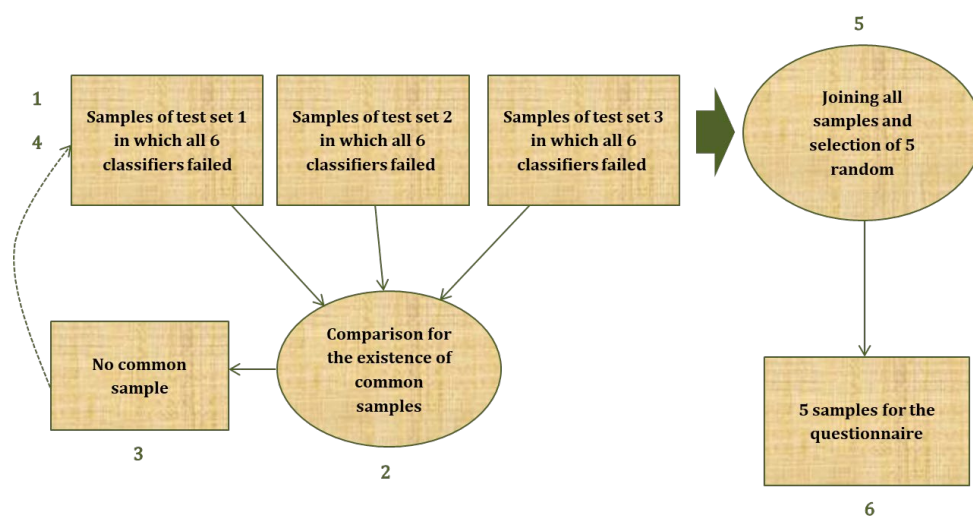 5
1
4
Samples of test set 1
in which all 6
classifiers failed
Samples of test set 2
in which all 6
classifiers failed
Samples of test set 3
in which all 6
classifiers failed
Joining all
samples and
selection of 5
random
No common
sample
3
Comparison for
the existence of
common
samples
2
5 samples for the
questionnaire
6